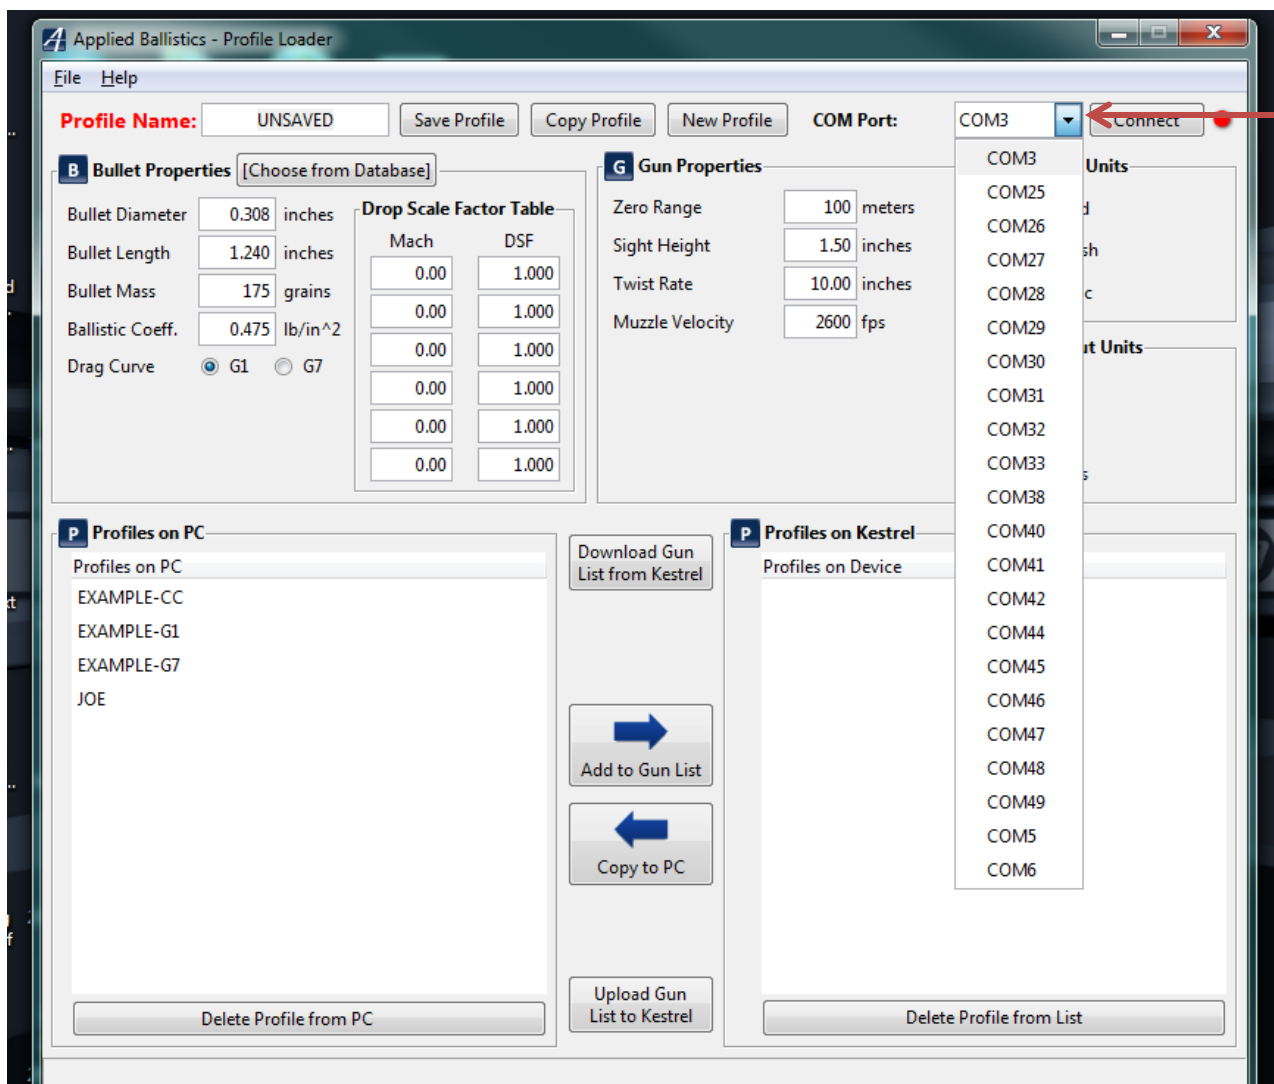 Applied Ballistics - Profile Loader
File Help
Profile Name: UNSAVED Save Profile Copy Profile New Profile COM Port: COM3 Connect
B Bullet Properties [Choose from Database]
Bullet Diameter 0.308 inches
Bullet Length 1.240 inches
Bullet Mass 175 grains
Ballistic Coeff. 0.475 lb/in^2
Drag Curve G1 G7
Drop Scale Factor Table
Mach DSF
0.00 1.000
0.00 1.000
0.00 1.000
0.00 1.000
0.00 1.000
0.00 1.000
G Gun Properties
Zero Range 100 meters
Sight Height 1.50 inches
Twist Rate 10.00 inches
Muzzle Velocity 2600 fps
COM3
COM25
COM26
COM27
COM28
COM29
COM30
COM31
COM32
COM33
COM38
COM40
COM41
COM42
COM44
COM45
COM46
COM47
COM48
COM49
COM5
COM6
Units
Units
P Profiles on PC
Profiles on PC
EXAMPLE-CC
EXAMPLE-G1
EXAMPLE-G7
JOE
Delete Profile from PC
Download Gun
List from Kestrel
Add to Gun List
Copy to PC
Upload Gun
List to Kestrel
P Profiles on Kestrel
Profiles on Device
Delete Profile from List